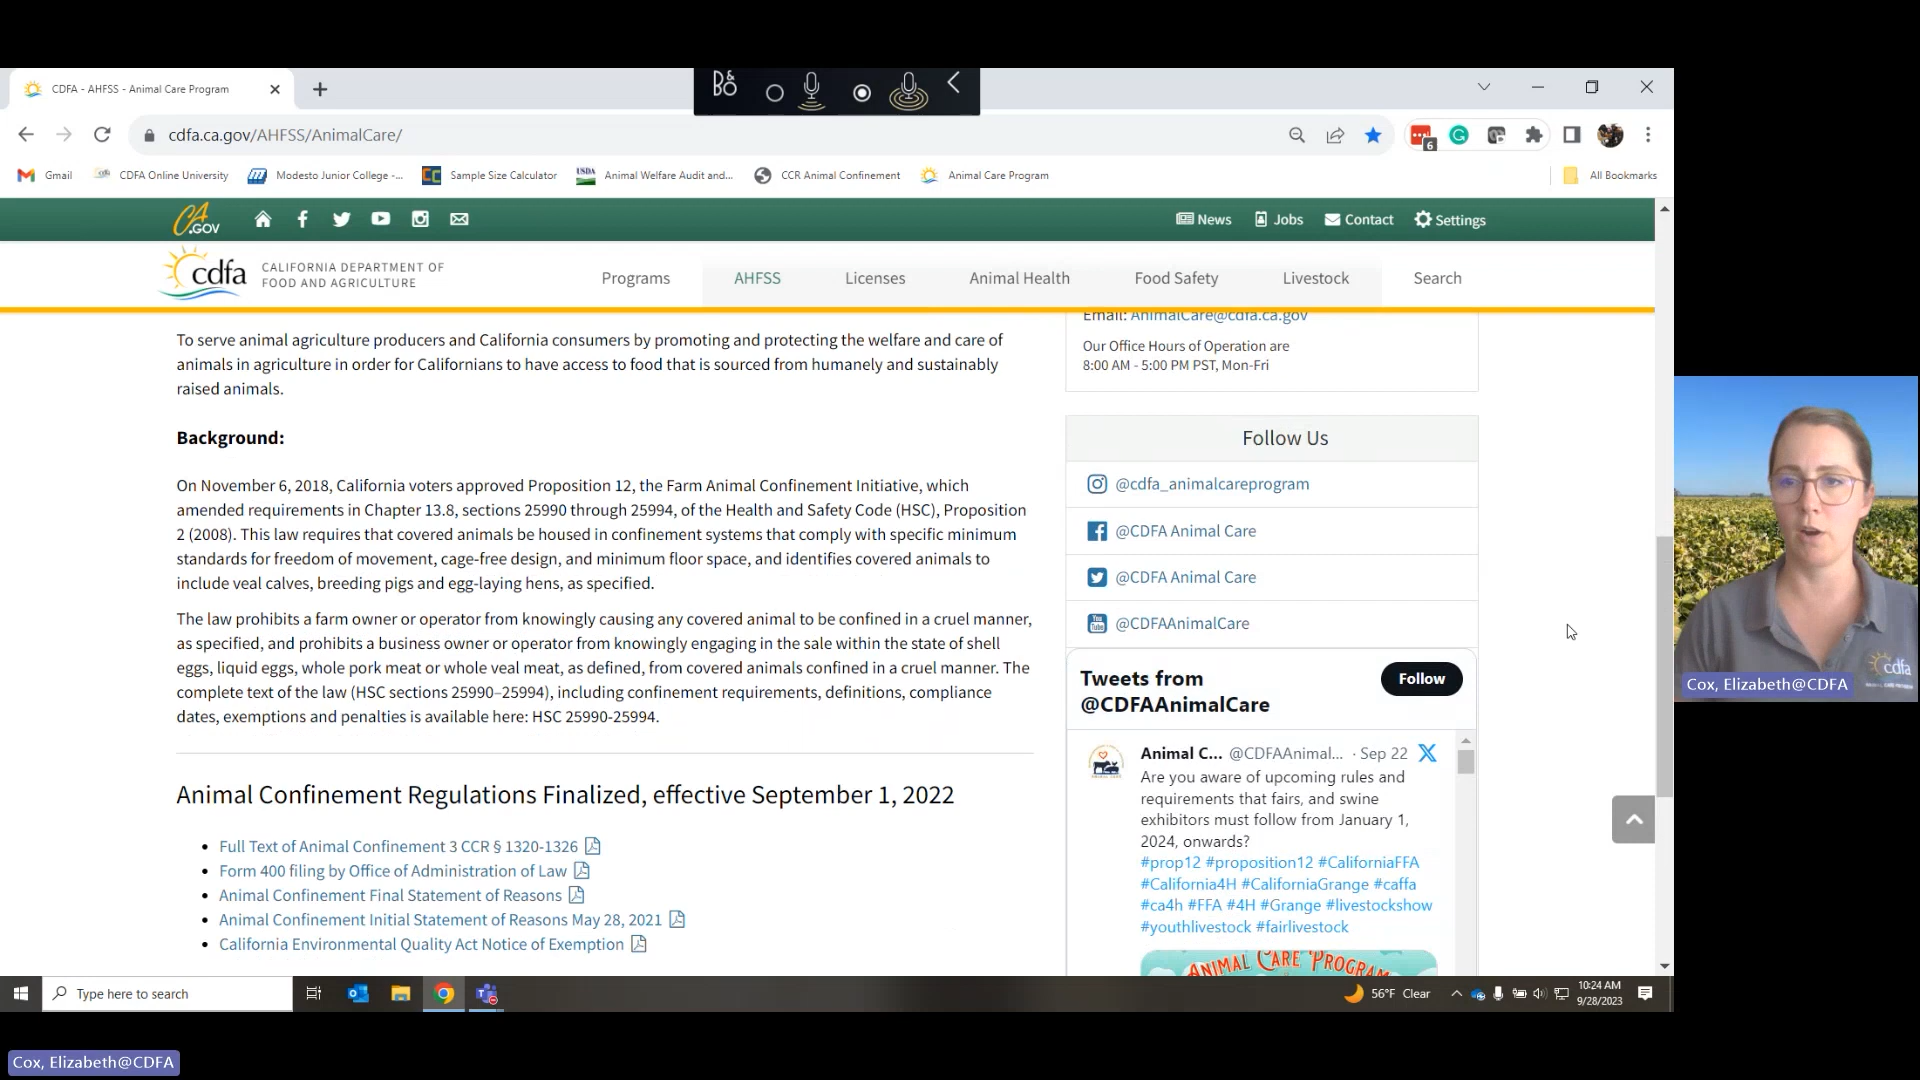 CDFA - AHFSS - Animal Care Program
B&O
cdfa.ca.gov/AHFSS/AnimalCare/
6
Gmail
CDFA Online University
Modesto Junior College -...
Sample Size Calculator
USDA
Animal Welfare Audit and...
CCR Animal Confinement
Animal Care Program
All Bookmarks
CA.GOV
News
Jobs
Contact
Settings
cdfa
CALIFORNIA DEPARTMENT OF
FOOD AND AGRICULTURE
Programs
AHFSS
Licenses
Animal Health
Food Safety
Livestock
Search
To serve animal agriculture producers and California consumers by promoting and protecting the welfare and care of
animals in agriculture in order for Californians to have access to food that is sourced from humanely and sustainably
raised animals.
Background:
On November 6, 2018, California voters approved Proposition 12, the Farm Animal Confinement Initiative, which
amended requirements in Chapter 13.8, sections 25990 through 25994, of the Health and Safety Code (HSC), Proposition
2 (2008). This law requires that covered animals be housed in confinement systems that comply with specific minimum
standards for freedom of movement, cage-free design, and minimum floor space, and identifies covered animals to
include veal calves, breeding pigs and egg-laying hens, as specified.
The law prohibits a farm owner or operator from knowingly causing any covered animal to be confined in a cruel manner,
as specified, and prohibits a business owner or operator from knowingly engaging in the sale within the state of shell
eggs, liquid eggs, whole pork meat or whole veal meat, as defined, from covered animals confined in a cruel manner. The
complete text of the law (HSC sections 25990–25994), including confinement requirements, definitions, compliance
dates, exemptions and penalties is available here: HSC 25990-25994.
Animal Confinement Regulations Finalized, effective September 1, 2022
Full Text of Animal Confinement 3 CCR § 1320-1326
Form 400 filing by Office of Administration of Law
Animal Confinement Final Statement of Reasons
Animal Confinement Initial Statement of Reasons May 28, 2021
California Environmental Quality Act Notice of Exemption
Email: AnimalCare@cdfa.ca.gov
Our Office Hours of Operation are
8:00 AM - 5:00 PM PST, Mon-Fri
Follow Us
@cdfa_animalcareprogram
@CDFA Animal Care
@CDFA Animal Care
@CDFAAnimalCare
Tweets from
@CDFAAnimalCare
Follow
Animal C... @CDFAAnimal... · Sep 22
Are you aware of upcoming rules and
requirements that fairs, and swine
exhibitors must follow from January 1,
2024, onwards?
#prop12 #proposition12 #CaliforniaFFA
#California4H #CaliforniaGrange #caffa
#ca4h #FFA #4H #Grange #livestockshow
#youthlivestock #fairlivestock
ANIMAL CARE PROGRAM
cdfa
Cox, Elizabeth@CDFA
Type here to search
56°F Clear
10:24 AM
9/28/2023
Cox, Elizabeth@CDFA